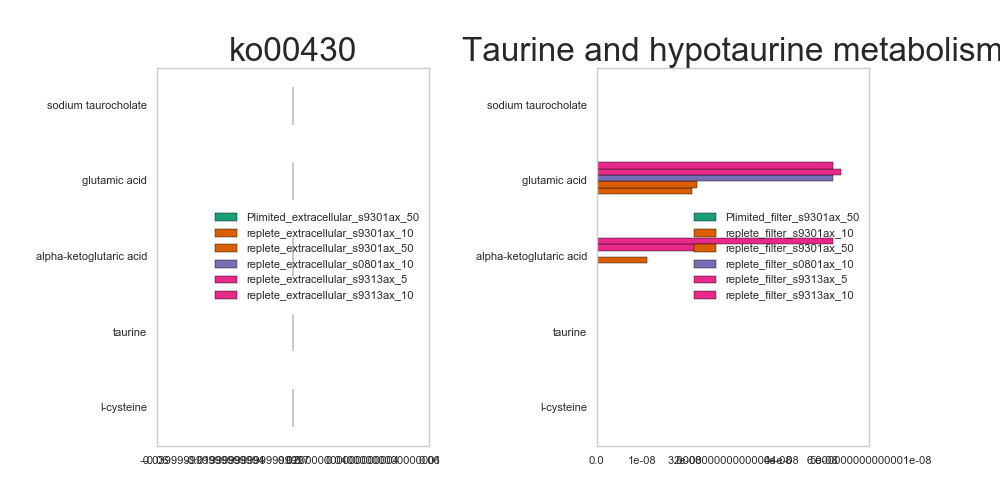 ko00430
sodium taurocholate
glutamic acid
alpha-ketoglutaric acid
taurine
l-cysteine
Plimited_extracellular_s9301ax_50
replete_extracellular_s9301ax_10
replete_extracellular_s9301ax_50
replete_extracellular_s0801ax_10
replete_extracellular_s9313ax_5
replete_extracellular_s9313ax_10
Taurine and hypotaurine metabolism
sodium taurocholate
glutamic acid
alpha-ketoglutaric acid
taurine
l-cysteine
Plimited_filter_s9301ax_50
replete_filter_s9301ax_10
replete_filter_s9301ax_50
replete_filter_s0801ax_10
replete_filter_s9313ax_5
replete_filter_s9313ax_10
0.0 1e-08